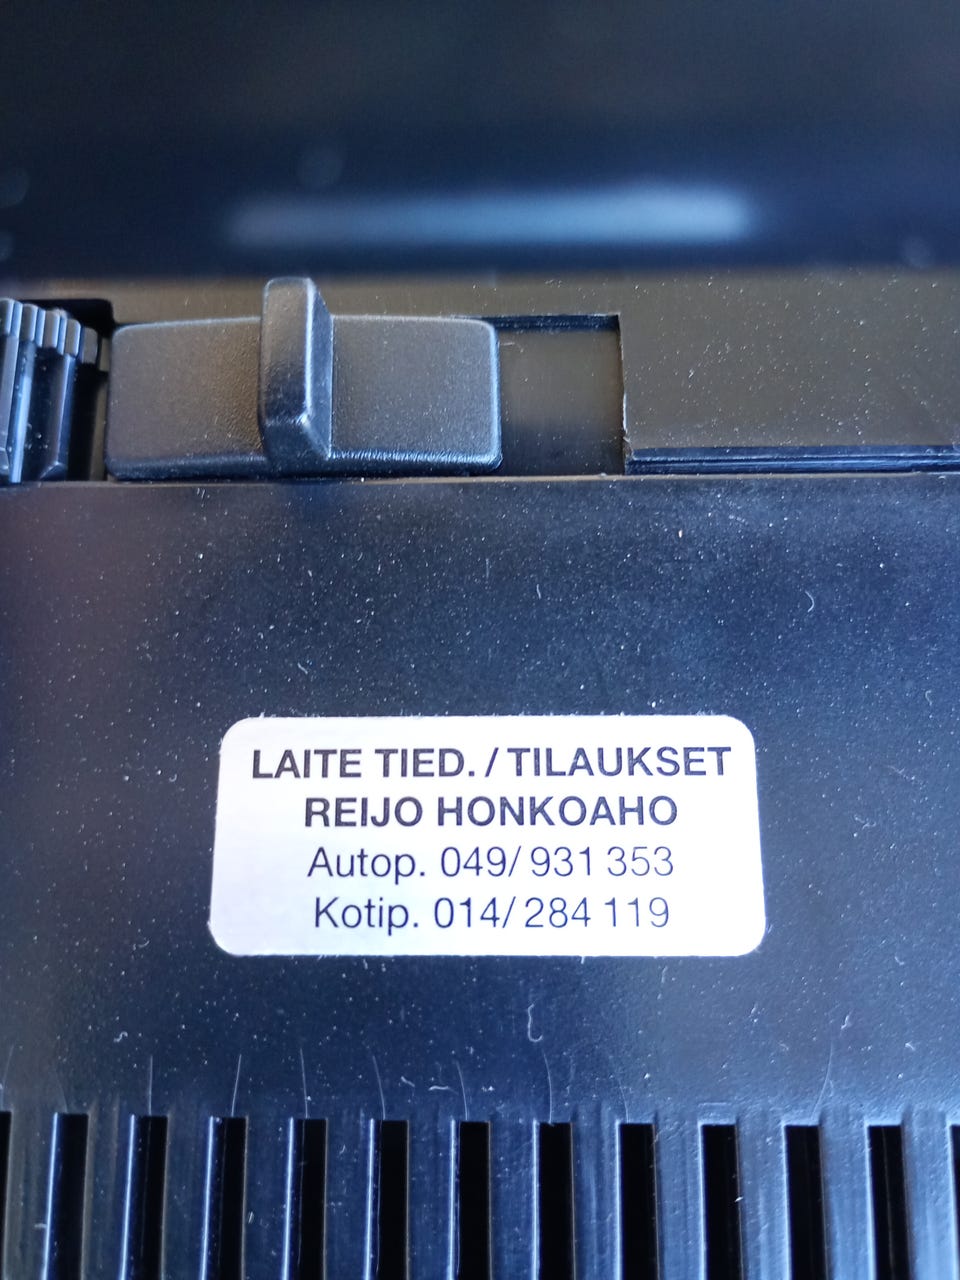 LAITE TIED. / TILAUKSET
REIJO HONKOAHO
Autop. 049/ 931 353
Kotip. 014/ 284 119